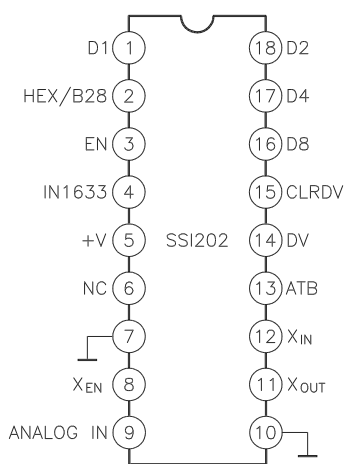 D1 1 18 D2
HEX/B28 2 17 D4
EN 3 16 D8
IN1633 4 15 CLRDV
+V 5 SSI202 14 DV
NC 6 13 ATB
7 12 XIN
XEN 8 11 XOUT
ANALOG IN 9 10